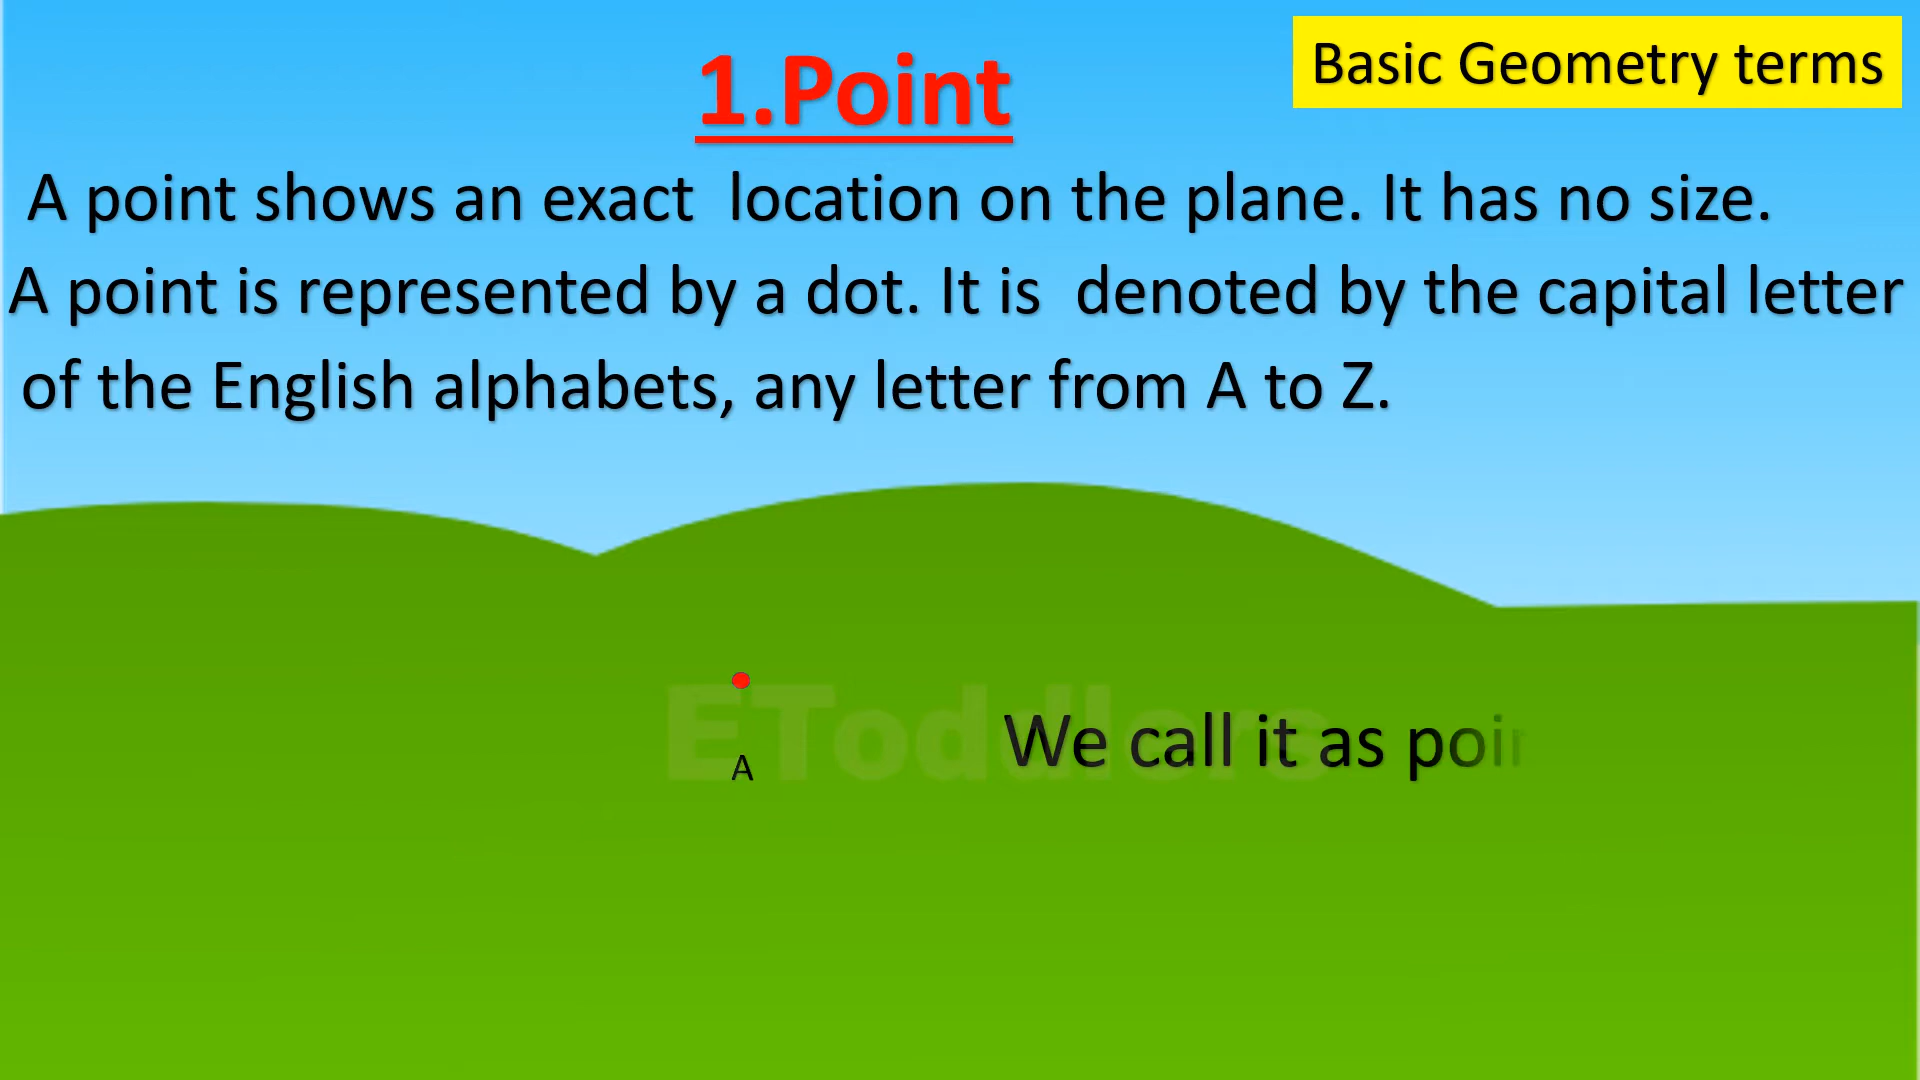 Basic Geometry terms
1.Point
A point shows an exact location on the plane. It has no size.
A point is represented by a dot. It is denoted by the capital letter
of the English alphabets, any letter from A to Z.
EToddlers
We call it as poin
A